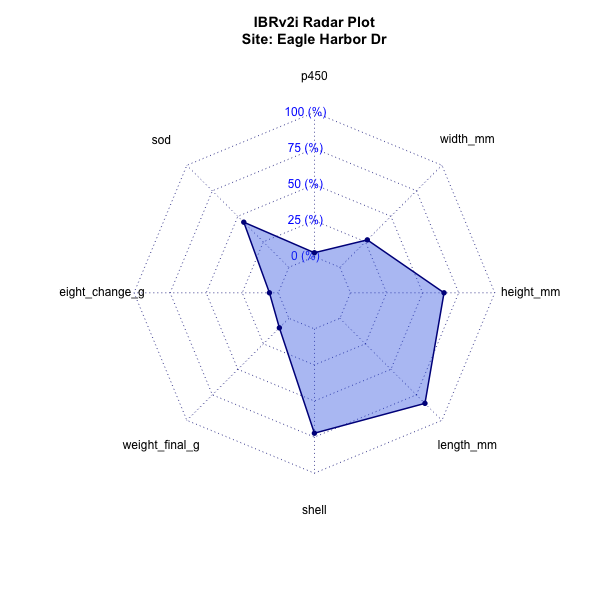 IBRv2i Radar Plot
Site: Eagle Harbor Dr
p450
100 (%)
sod
width_mm
75 (%)
50 (%)
25 (%)
0 (%)
eight_change_g
height_mm
weight_final_g
length_mm
shell